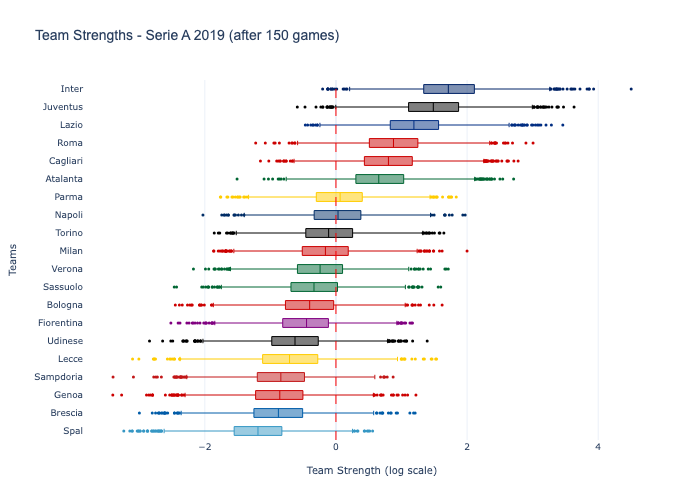 Team Strengths - Serie A 2019 (after 150 games)
Inter
Juventus
Lazio
Roma
Cagliari
Atalanta
Parma
Napoli
Torino
Milan
Verona
Sassuolo
Bologna
Fiorentina
Udinese
Lecce
Sampdoria
Genoa
Brescia
Spal
Teams
−2 0 2 4
Team Strength (log scale)